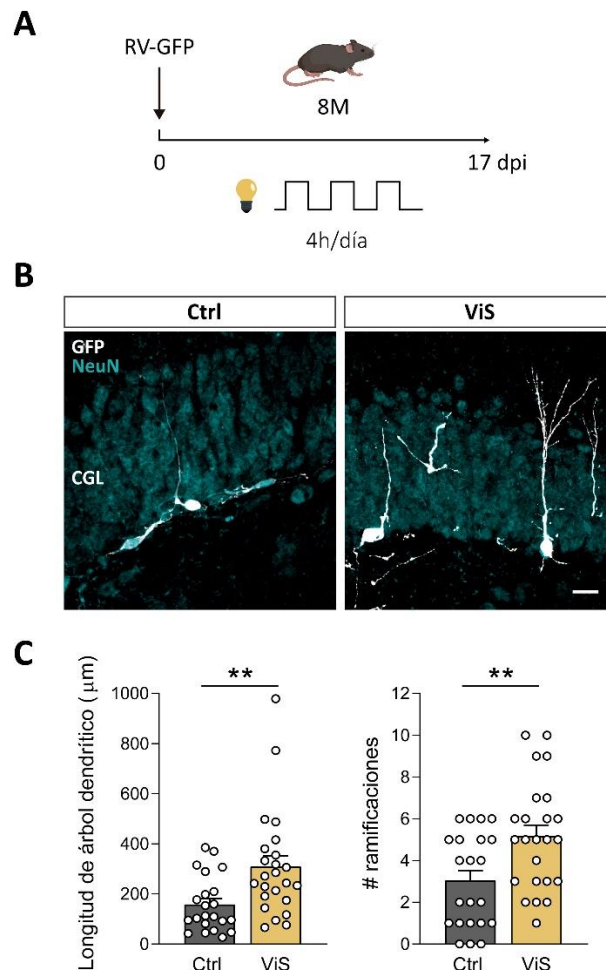 A
RV-GFP
8M
0
17 dpi
4h/día
B
Ctrl
ViS
GFP
NeuN
CGL
C
Longitud de árbol dendrítico (μm)
1000
800
600
400
200
0
**
Ctrl
ViS
# ramificaciones
12
10
8
6
4
2
0
**
Ctrl
ViS